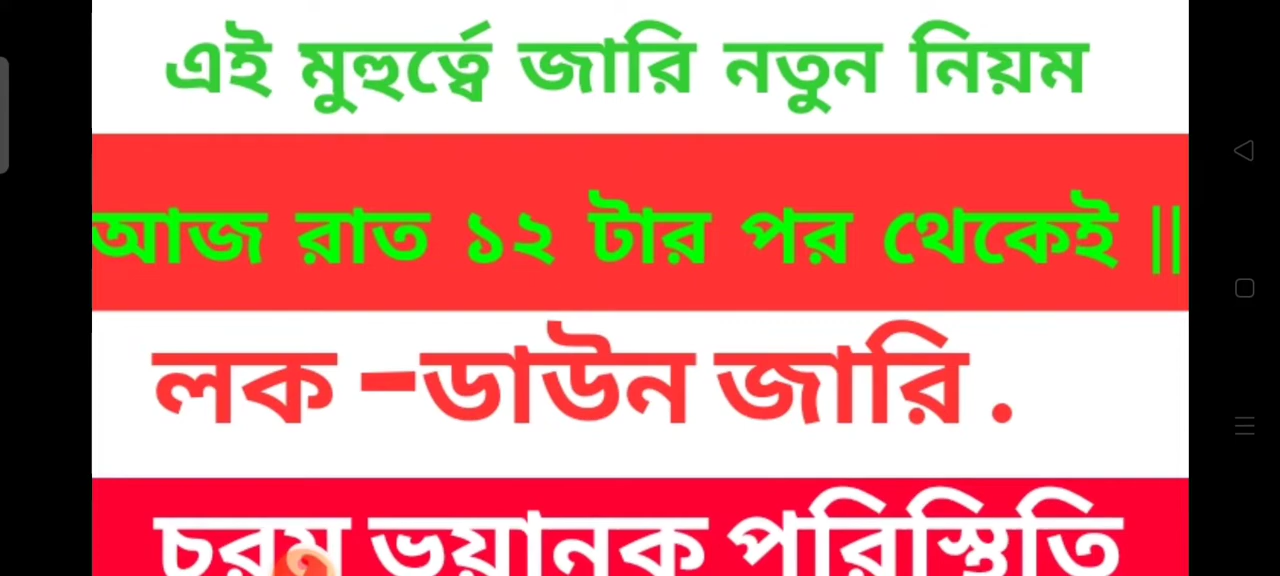 এই মুহুর্ত্বে জারি নতুন নিয়ম
আজ রাত ১২ টার পর থেকেই ||
লক -ডাউন জারি .
চরম ভয়ানক পরিস্তিতি